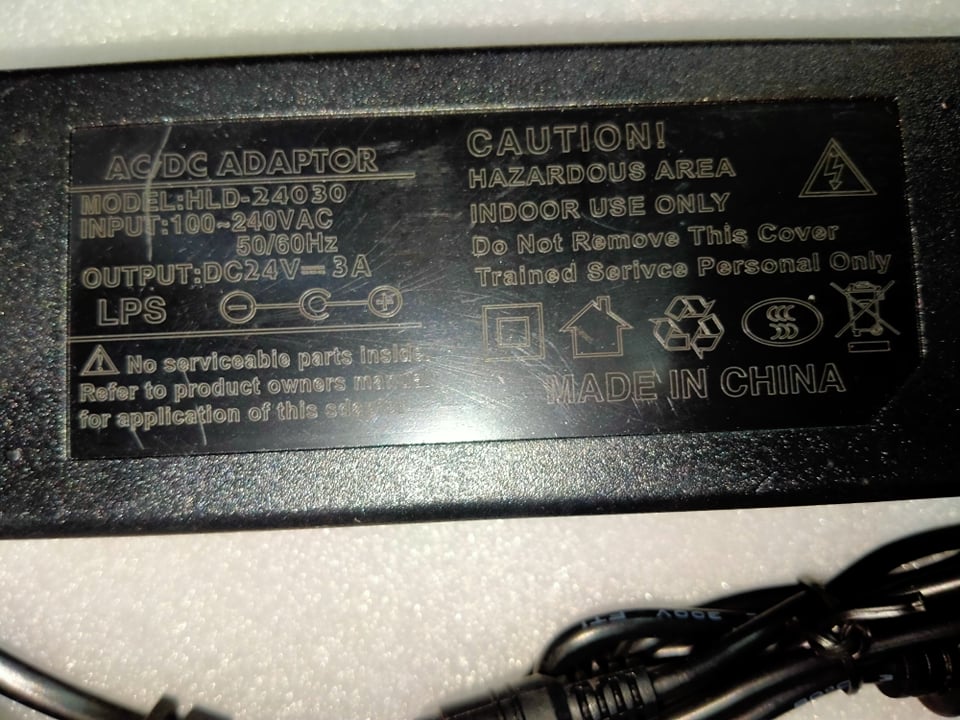 AC/DC ADAPTOR
MODEL:HLD-24030
INPUT:100~240VAC
50/60Hz
OUTPUT:DC24V⎓3A
LPS
No serviceable parts inside
Refer to product owners manual
for application of this
CAUTION!
HAZARDOUS AREA
INDOOR USE ONLY
Do Not Remove This Cover
Trained Serivce Personal Only
MADE IN CHINA
300V